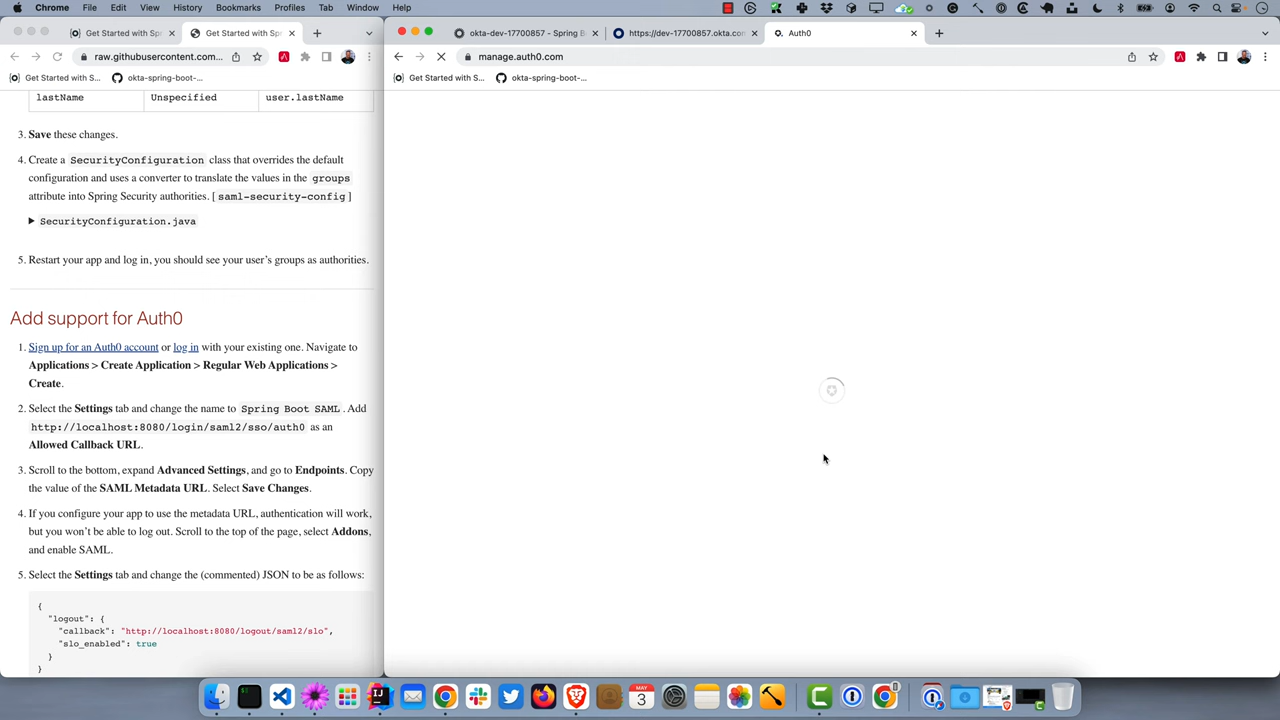 Chrome File Edit View History Bookmarks Profiles Tab Window Help
Get Started with S
Get Started with Sp
raw.githubusercontent.com...
Get Started with S...
okta-spring-boot-...
lastName Unspecified user.lastName
3. Save these changes.
4. Create a SecurityConfiguration class that overrides the default
configuration and uses a converter to translate the values in the groups
attribute into Spring Security authorities. [ saml-security-config ]
▶ SecurityConfiguration.java
5. Restart your app and log in, you should see your user's groups as authorities.
Add support for Auth0
1. Sign up for an Auth0 account or log in with your existing one. Navigate to
Applications > Create Application > Regular Web Applications >
Create.
2. Select the Settings tab and change the name to Spring Boot SAML. Add
http://localhost:8080/login/saml2/sso/auth0 as an
Allowed Callback URL.
3. Scroll to the bottom, expand Advanced Settings, and go to Endpoints. Copy
the value of the SAML Metadata URL. Select Save Changes.
4. If you configure your app to use the metadata URL, authentication will work,
but you won't be able to log out. Scroll to the top of the page, select Addons,
and enable SAML.
5. Select the Settings tab and change the (commented) JSON to be as follows:
{
"logout": {
"callback": "http://localhost:8080/logout/saml2/slo",
"slo_enabled": true
}
}
okta-dev-17700857 - Spring B
https://dev-17700857.okta.com
Auth0
manage.auth0.com
Get Started with S...
okta-spring-boot-...
MAY
3